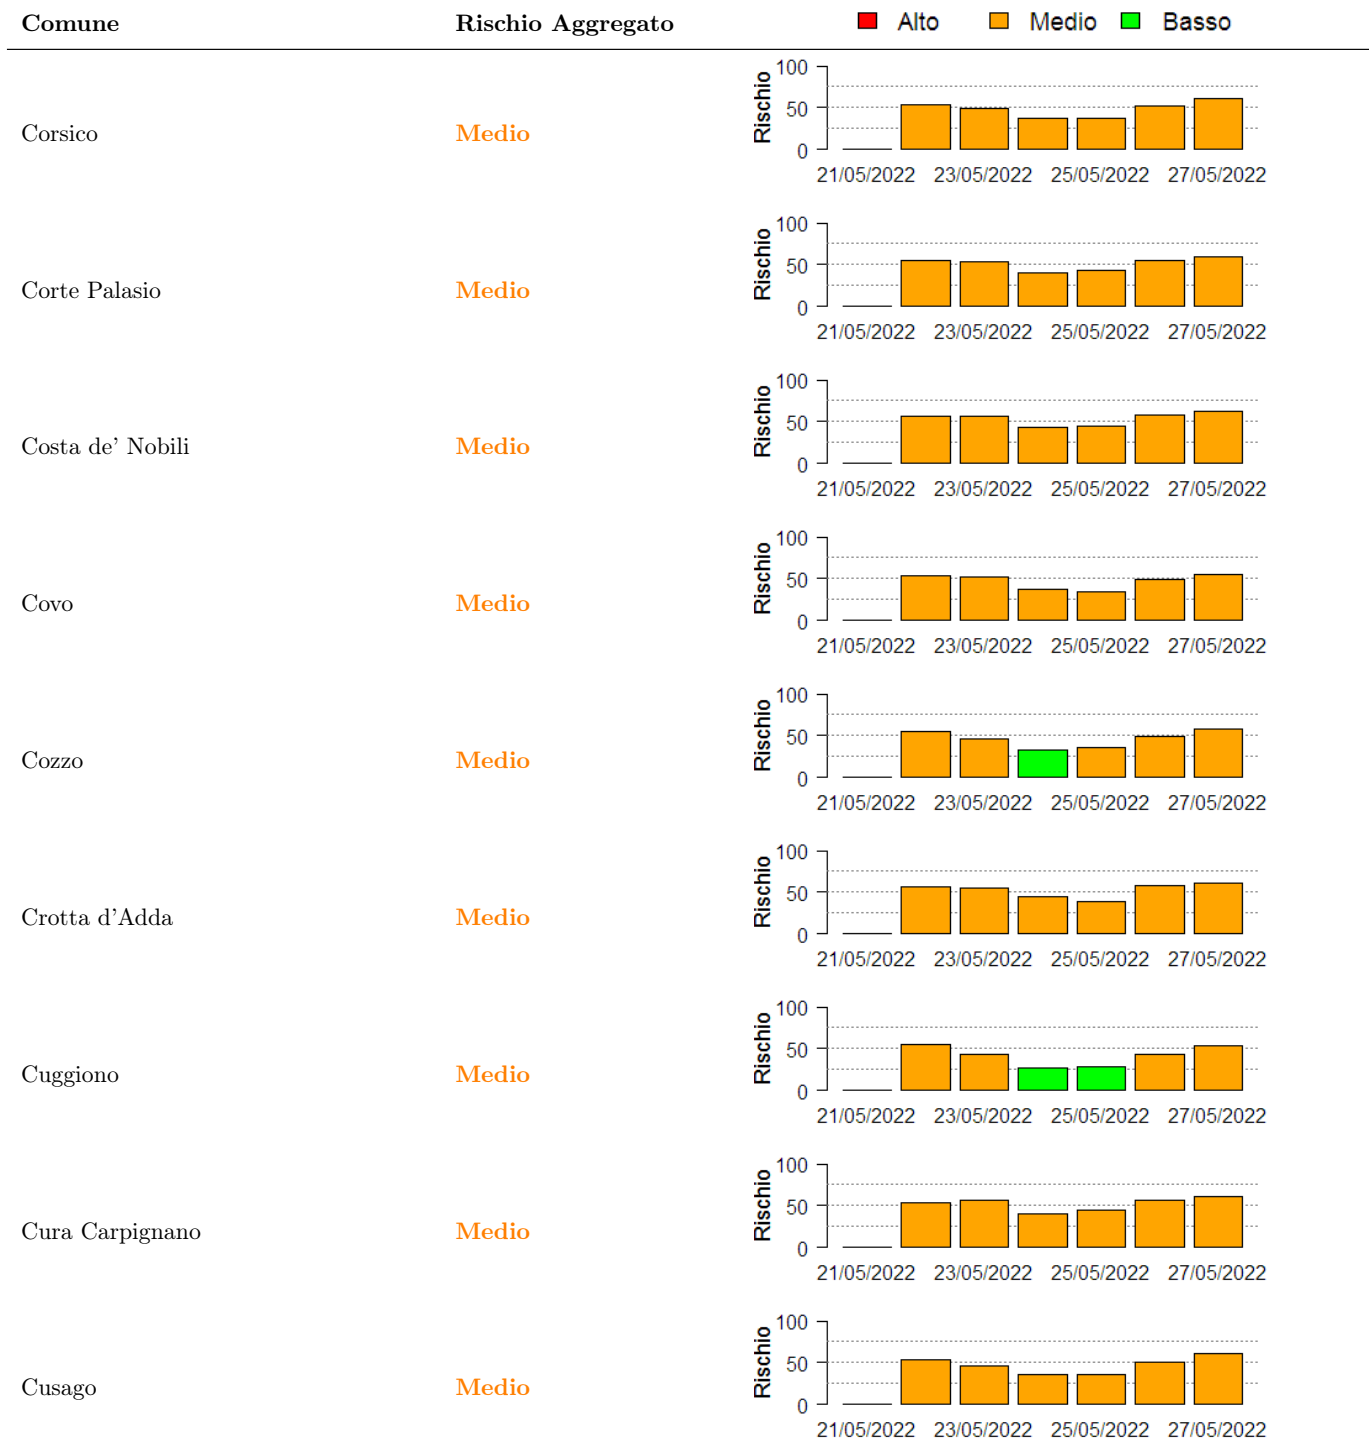 Comune Rischio Aggregato Alto Medio Basso
100
50
0
Rischio
Corsico Medio
21/05/2022 23/05/2022 25/05/2022 27/05/2022
100
50
0
Rischio
Corte Palasio Medio
21/05/2022 23/05/2022 25/05/2022 27/05/2022
100
50
0
Rischio
Costa de' Nobili Medio
21/05/2022 23/05/2022 25/05/2022 27/05/2022
100
50
0
Rischio
Covo Medio
21/05/2022 23/05/2022 25/05/2022 27/05/2022
100
50
0
Rischio
Cozzo Medio
21/05/2022 23/05/2022 25/05/2022 27/05/2022
100
50
0
Rischio
Crotta d'Adda Medio
21/05/2022 23/05/2022 25/05/2022 27/05/2022
100
50
0
Rischio
Cuggiono Medio
21/05/2022 23/05/2022 25/05/2022 27/05/2022
100
50
0
Rischio
Cura Carpignano Medio
21/05/2022 23/05/2022 25/05/2022 27/05/2022
100
50
0
Rischio
Cusago Medio
21/05/2022 23/05/2022 25/05/2022 27/05/2022